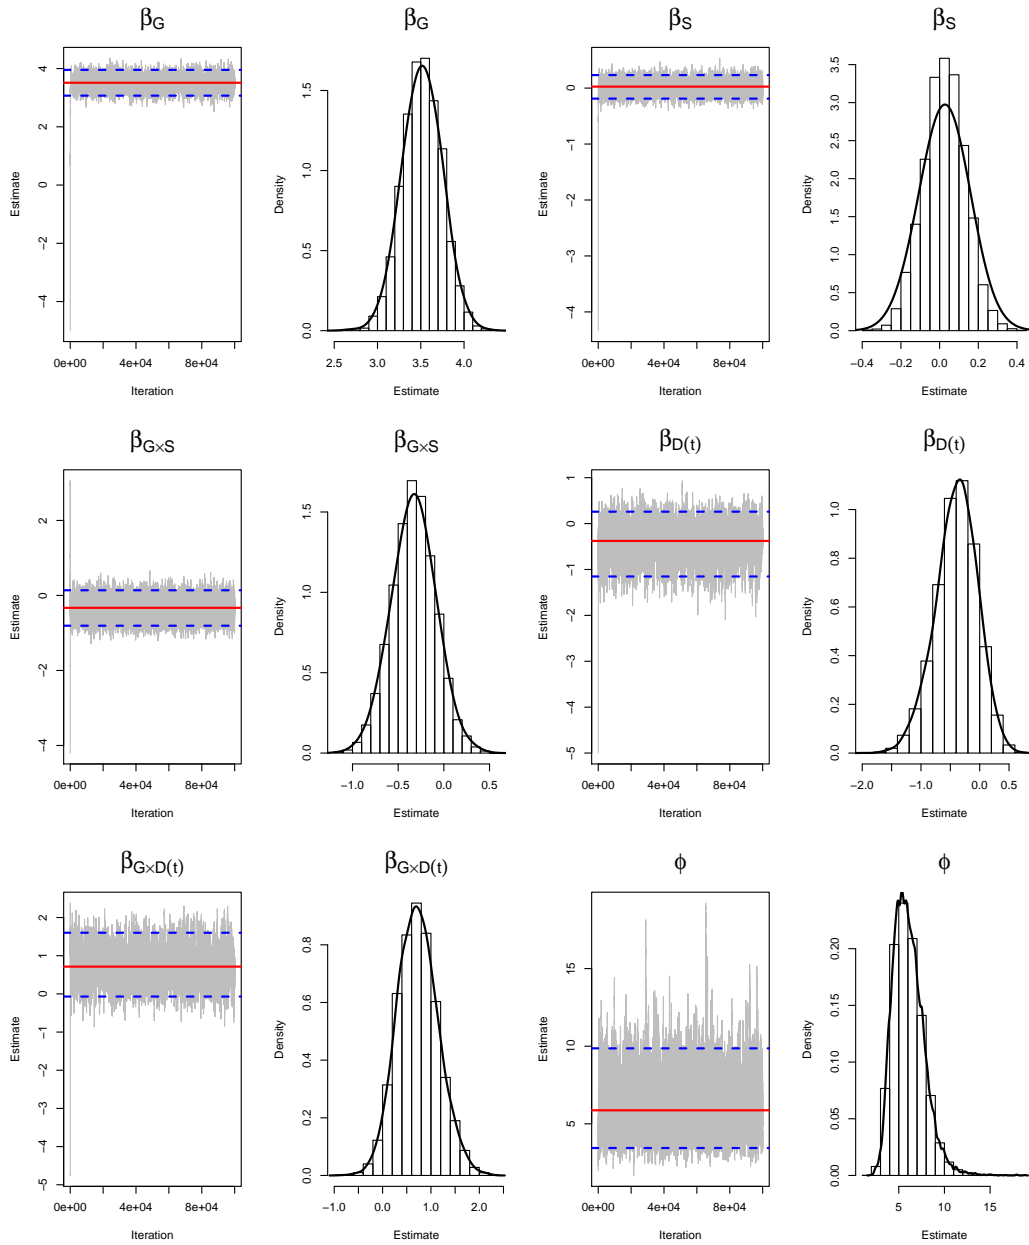 β_G
Estimate
4
2
0
−2
−4
0e+00 4e+04 8e+04
Iteration
β_G
Density
1.5
1.0
0.5
0.0
2.5 3.0 3.5 4.0
Estimate
β_S
Estimate
0
−1
−2
−3
−4
0e+00 4e+04 8e+04
Iteration
β_S
Density
3.5
3.0
2.5
2.0
1.5
1.0
0.5
0.0
−0.4 −0.2 0.0 0.2 0.4
Estimate
β_G×S
Estimate
2
0
−2
−4
0e+00 4e+04 8e+04
Iteration
β_G×S
Density
1.5
1.0
0.5
0.0
−1.0 −0.5 0.0 0.5
Estimate
β_D(t)
Estimate
1
0
−1
−2
−3
−4
−5
0e+00 4e+04 8e+04
Iteration
β_D(t)
Density
1.0
0.8
0.6
0.4
0.2
0.0
−2.0 −1.0 0.0 0.5
Estimate
β_G×D(t)
Estimate
2
1
0
−1
−2
−3
−4
−5
0e+00 4e+04 8e+04
Iteration
β_G×D(t)
Density
0.8
0.6
0.4
0.2
0.0
−1.0 0.0 1.0 2.0
Estimate
ϕ
Estimate
15
10
5
0e+00 4e+04 8e+04
Iteration
ϕ
Density
0.20
0.15
0.10
0.05
0.00
5 10 15
Estimate